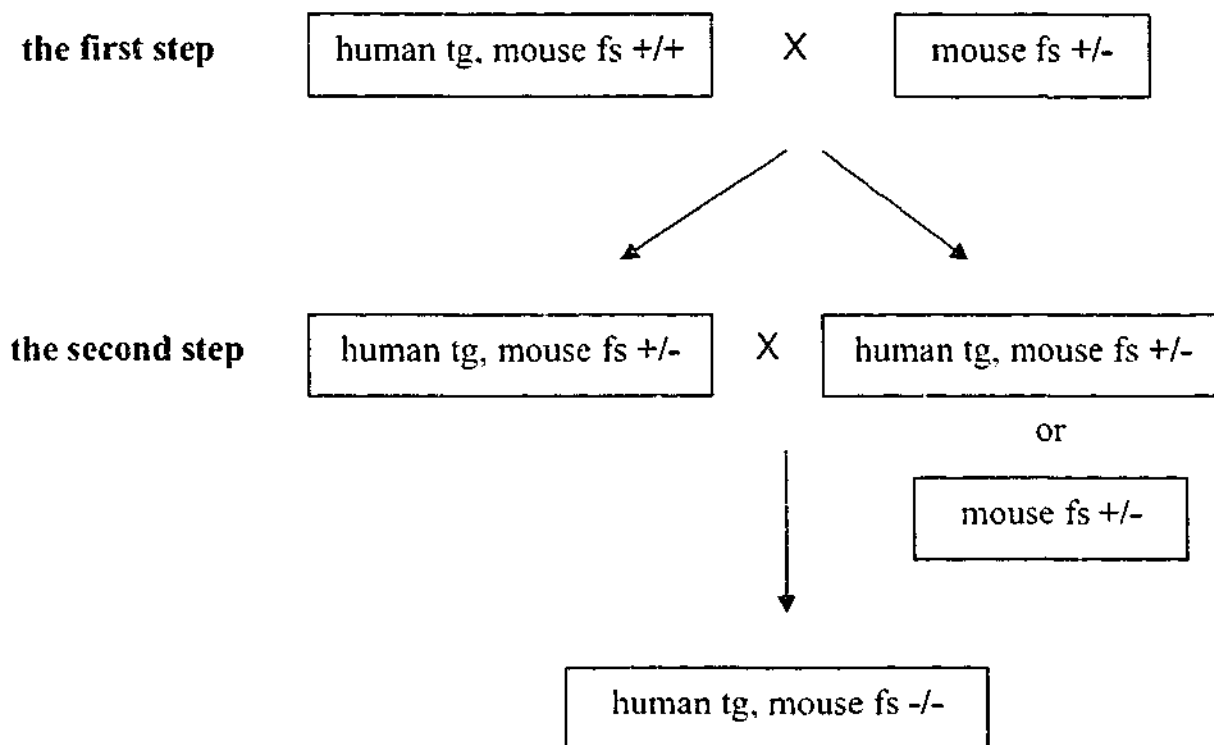 the first step human tg, mouse fs +/+ X mouse fs +/-
the second step human tg, mouse fs +/- X human tg, mouse fs +/-
or
mouse fs +/-
human tg, mouse fs -/-